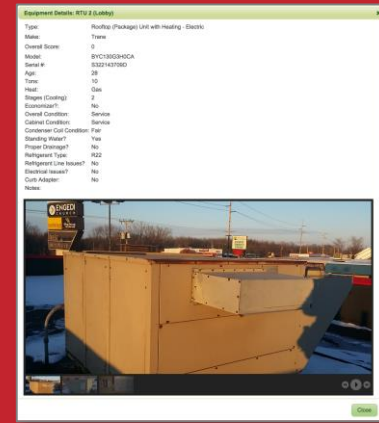 Equipment Details: RTU 2 (Lobby)
Type: Rooftop (Package) Unit with Heating - Electric
Make: Trane
Overall Score: 0
Model: BYC130G3H0CA
Serial #: S322143709D
Age: 28
Tons: 10
Heat: Gas
Stages (Cooling): 2
Economizer?: No
Overall Condition: Service
Cabinet Condition: Service
Condenser Coil Condition: Fair
Standing Water? Yes
Proper Drainage? No
Refrigerant Type: R22
Refrigerant Line Issues? No
Electrical Issues? No
Curb Adapter: No
Notes:
ENGEDI
CHURCH
Close